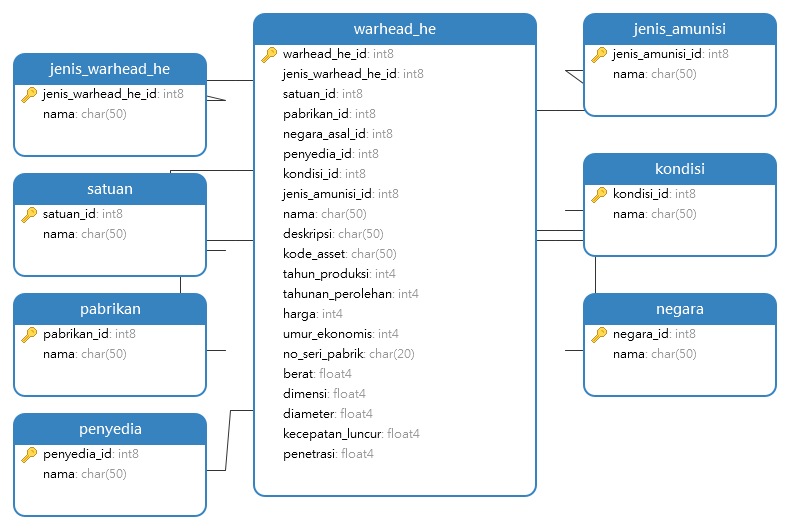 warhead_he
warhead_he_id: int8
jenis_warhead_he_id: int8
satuan_id: int8
pabrikan_id: int8
negara_asal_id: int8
penyedia_id: int8
kondisi_id: int8
jenis_amunisi_id: int8
nama: char(50)
deskripsi: char(50)
kode_asset: char(50)
tahun_produksi: int4
tahunan_perolehan: int4
harga: int4
umur_ekonomis: int4
no_seri_pabrik: char(20)
berat: float4
dimensi: float4
diameter: float4
kecepatan_luncur: float4
penetrasi: float4
jenis_warhead_he
jenis_warhead_he_id: int8
nama: char(50)
satuan
satuan_id: int8
nama: char(50)
pabrikan
pabrikan_id: int8
nama: char(50)
penyedia
penyedia_id: int8
nama: char(50)
jenis_amunisi
jenis_amunisi_id: int8
nama: char(50)
kondisi
kondisi_id: int8
nama: char(50)
negara
negara_id: int8
nama: char(50)